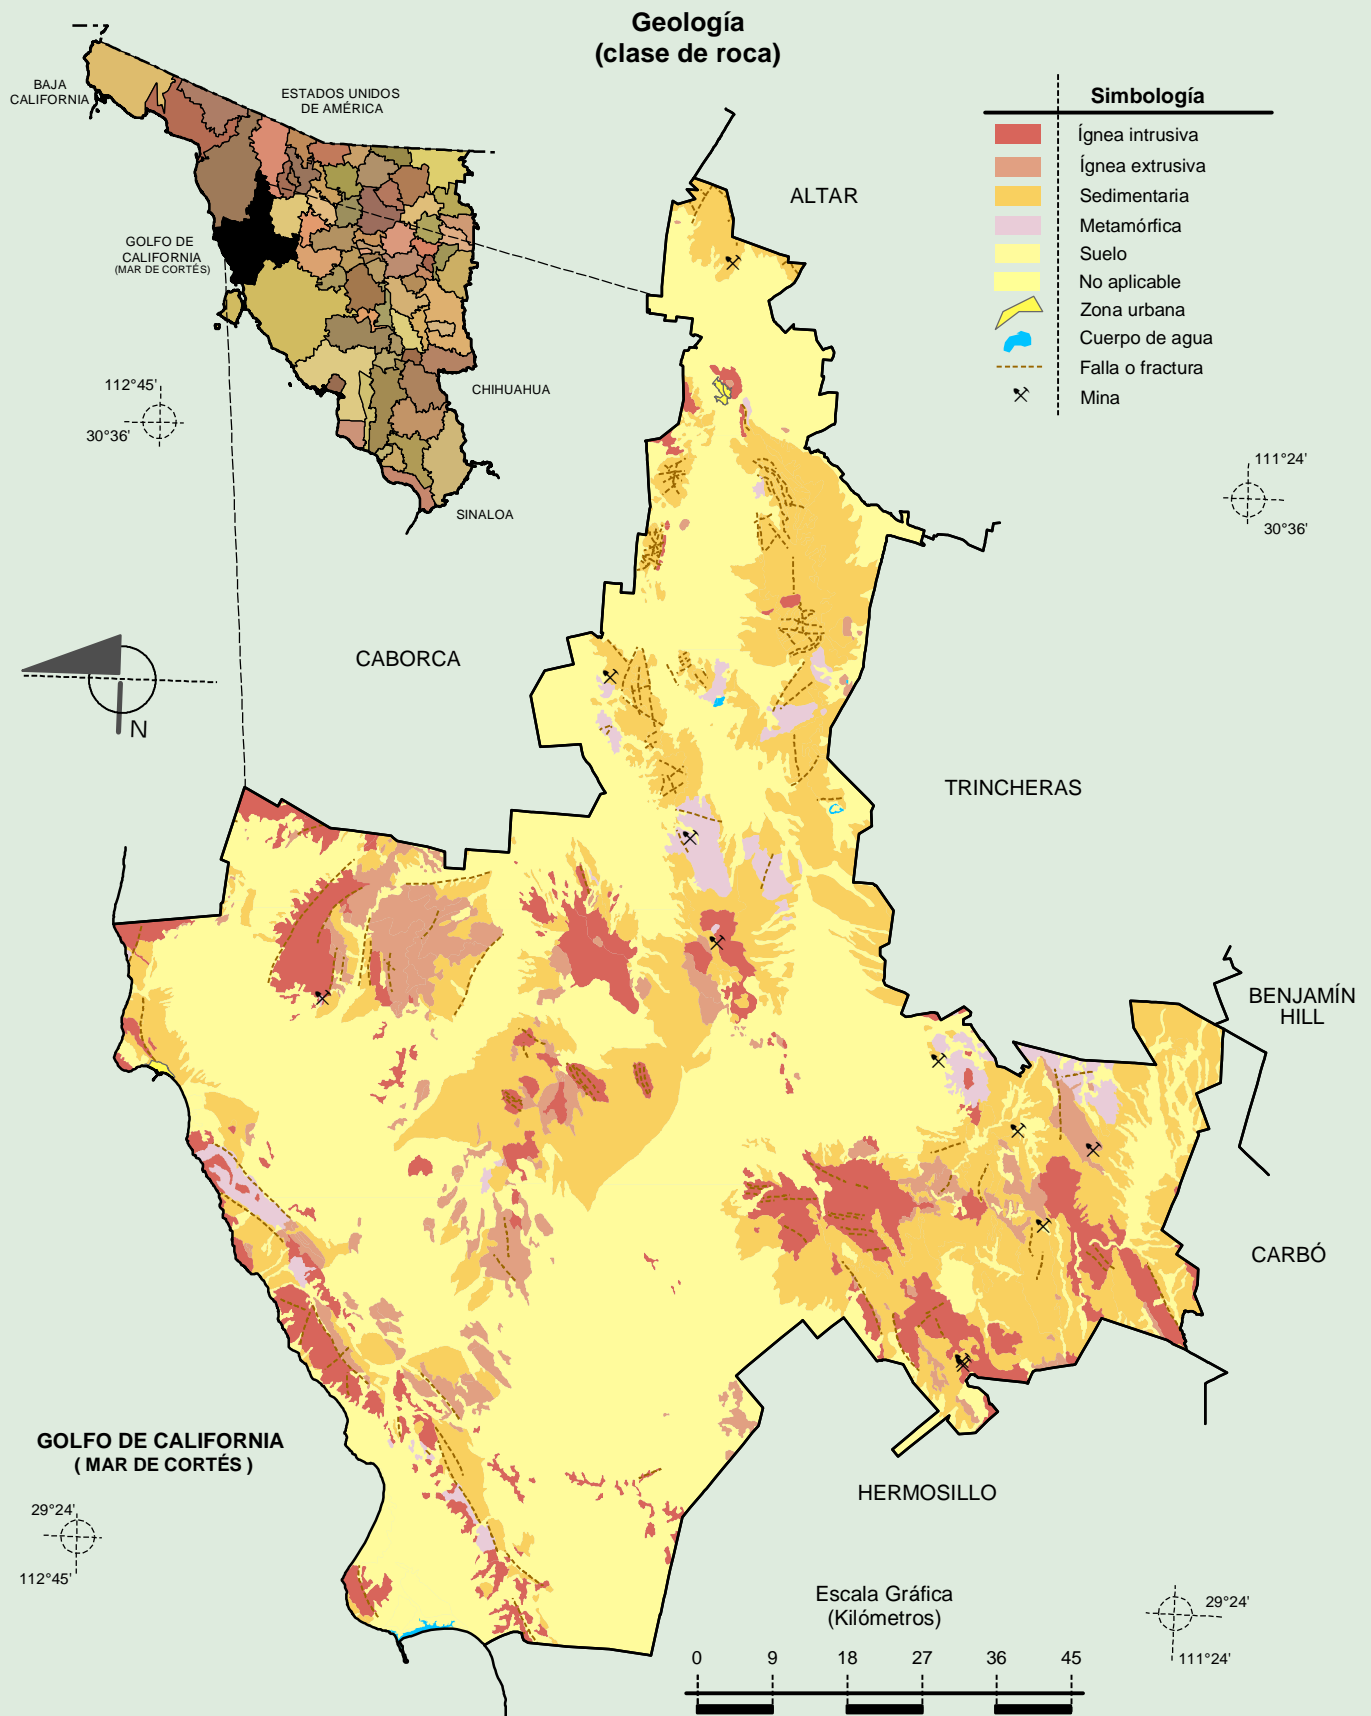 Geología
(clase de roca)
BAJA
CALIFORNIA
ESTADOS UNIDOS
DE AMÉRICA
GOLFO DE
CALIFORNIA
(MAR DE CORTÉS)
CHIHUAHUA
SINALOA
112°45'
30°36'
Simbología
Ígnea intrusiva
Ígnea extrusiva
Sedimentaria
Metamórfica
Suelo
No aplicable
Zona urbana
Cuerpo de agua
Falla o fractura
Mina
ALTAR
111°24'
30°36'
CABORCA
N
TRINCHERAS
BENJAMÍN
HILL
CARBÓ
GOLFO DE CALIFORNIA
( MAR DE CORTÉS )
HERMOSILLO
29°24'
112°45'
Escala Gráfica
(Kilómetros)
0 9 18 27 36 45
29°24'
111°24'